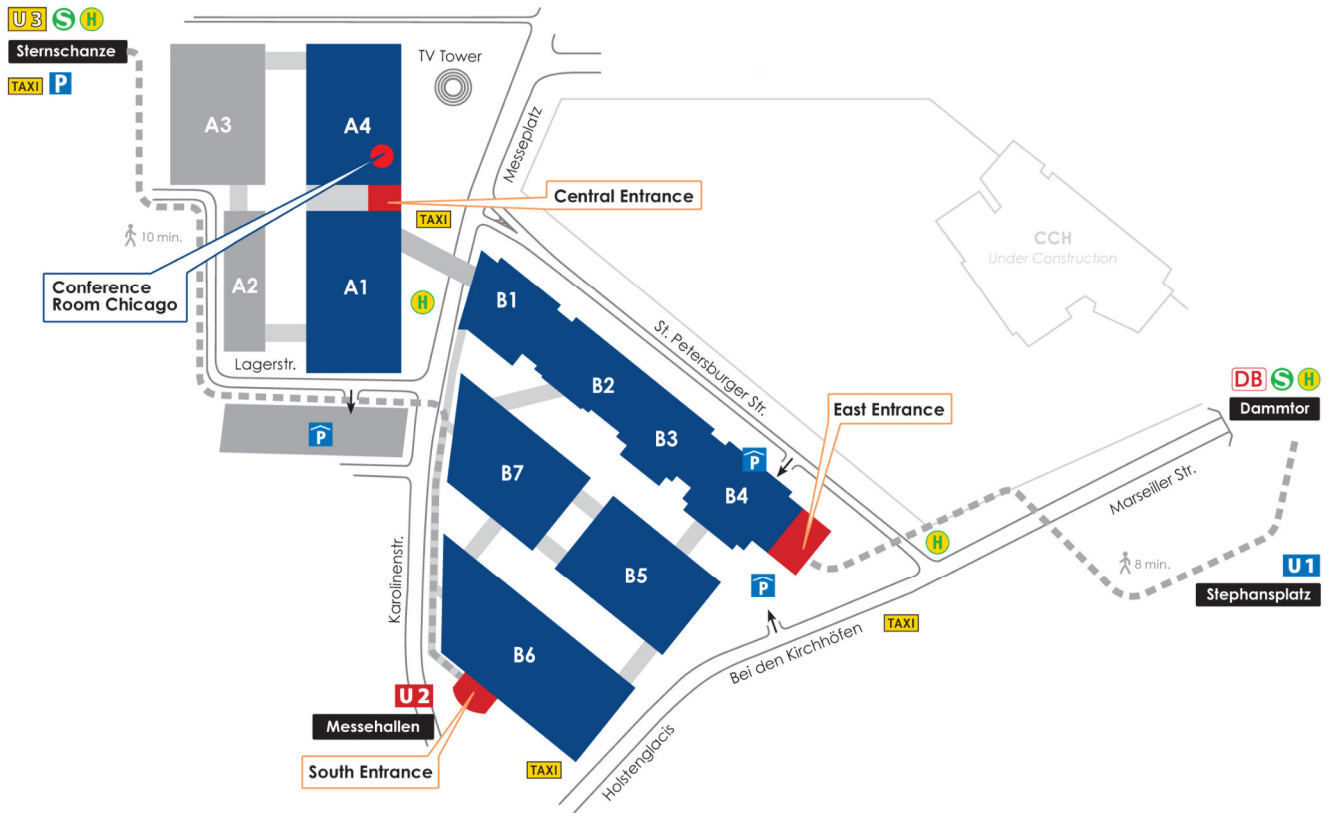 U3 S H
Sternschanze
TAXI P
TV Tower
A3
A4
Messeplatz
Central Entrance
TAXI
10 min.
CCH
Under Construction
Conference
Room Chicago
A2
A1
H
B1
Lagerstr.
St. Petersburger Str.
B2
DB S H
Dammtor
East Entrance
P
B3
P
B7
B4
Marseiller Str.
H
Karolinenstr.
B5
P
8 min.
U1
Stephansplatz
TAXI
Bei den Kirchhöfen
B6
U2
Messehallen
South Entrance
TAXI
Holstenglacis